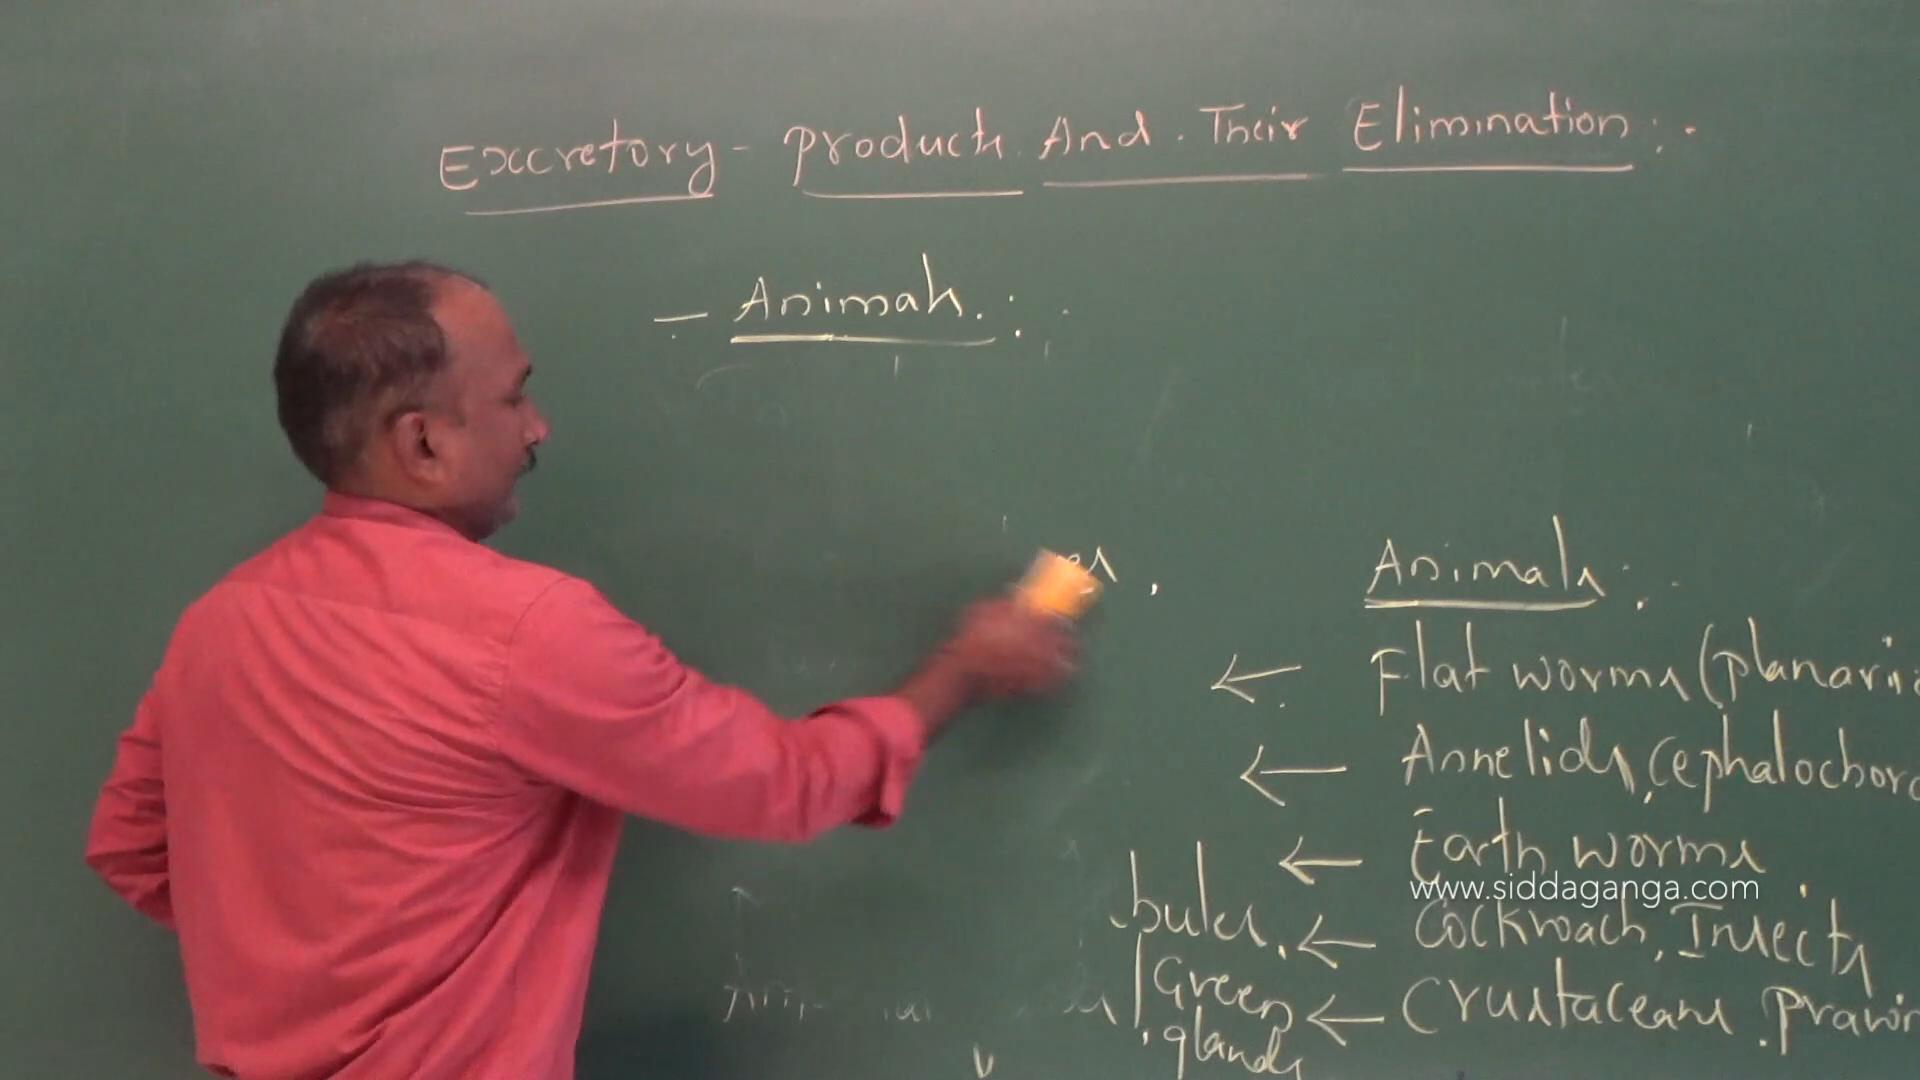 Excretory - products And Their Elimination :-
- Animals :-
Animals :-
← Flat worms (planaria
← Annelids, cephalochord
← Earth worms
www.siddaganga.com
bules. ← Cockroach, Insects
Green glands ← Crustaceans Prawn